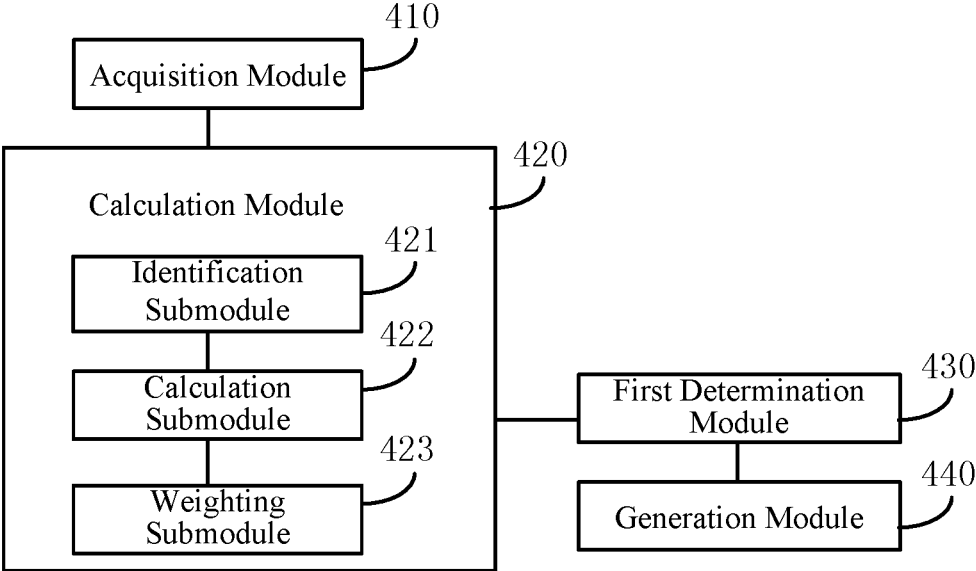 410
Acquisition Module
420
Calculation Module
421
Identification
Submodule
422
Calculation
Submodule
423
Weighting
Submodule
430
First Determination
Module
440
Generation Module